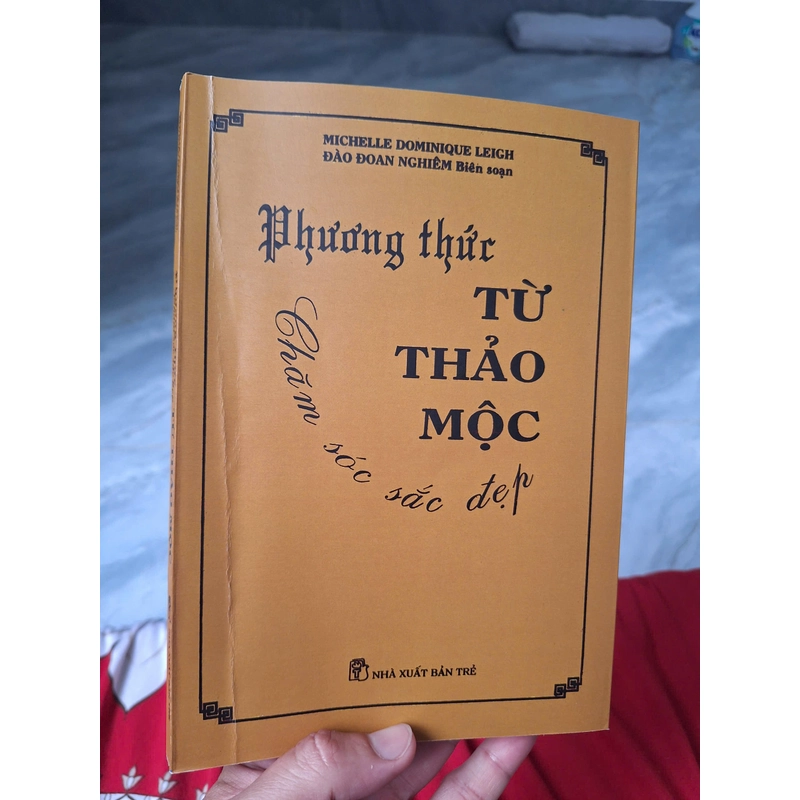 MICHELLE DOMINIQUE LEIGH
ĐÀO ĐOAN NGHIÊM Biên soạn
Phương thức
TỪ
THẢO
MỘC
Chăm sóc sắc đẹp
NHÀ XUẤT BẢN TRẺ